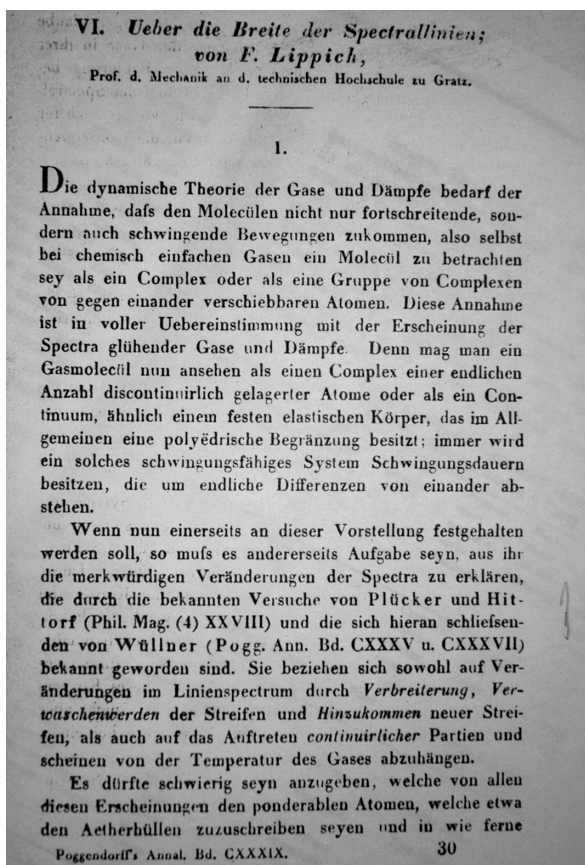 VI. Ueber die Breite der Spectrallinien;
von F. Lippich,
Prof. d. Mechanik an d. technischen Hochschule zu Gratz.
1.
Die dynamische Theorie der Gase und Dämpfe bedarf der
Annahme, dafs den Molecülen nicht nur fortschreitende, son-
dern auch schwingende Bewegungen zukommen, also selbst
bei chemisch einfachen Gasen ein Molecül zu betrachten
sey als ein Complex oder als eine Gruppe von Complexen
von gegen einander verschiebbaren Atomen. Diese Annahme
ist in voller Uebereinstimmung mit der Erscheinung der
Spectra glühender Gase und Dämpfe. Denn mag man ein
Gasmolecül nun ansehen als einen Complex einer endlichen
Anzahl discontinuirlich gelagerter Atome oder als ein Con-
tinuum, ähnlich einem festen elastischen Körper, das im All-
gemeinen eine polyëdrische Begränzung besitzt; immer wird
ein solches schwingungsfähiges System Schwingungsdauern
besitzen, die um endliche Differenzen von einander ab-
stehen.
Wenn nun einerseits an dieser Vorstellung festgehalten
werden soll, so mufs es andererseits Aufgabe seyn, aus ihr
die merkwürdigen Veränderungen der Spectra zu erklären,
die durch die bekannten Versuche von Plücker und Hit-
torf (Phil. Mag. (4) XXVIII) und die sich hieran schliefsen-
den von Wüllner (Pogg. Ann. Bd. CXXXV u. CXXXVII)
bekannt geworden sind. Sie beziehen sich sowohl auf Ver-
änderungen im Linienspectrum durch Verbreiterung, Ver-
waschenwerden der Streifen und Hinzukommen neuer Strei-
fen, als auch auf das Auftreten continuirlicher Partien und
scheinen von der Temperatur des Gases abzuhängen.
Es dürfte schwierig seyn anzugeben, welche von allen
diesen Erscheinungen den ponderablen Atomen, welche etwa
den Aetherhüllen zuzuschreiben seyen und in wie ferne
Poggendorff's Annal. Bd. CXXXIX. 30